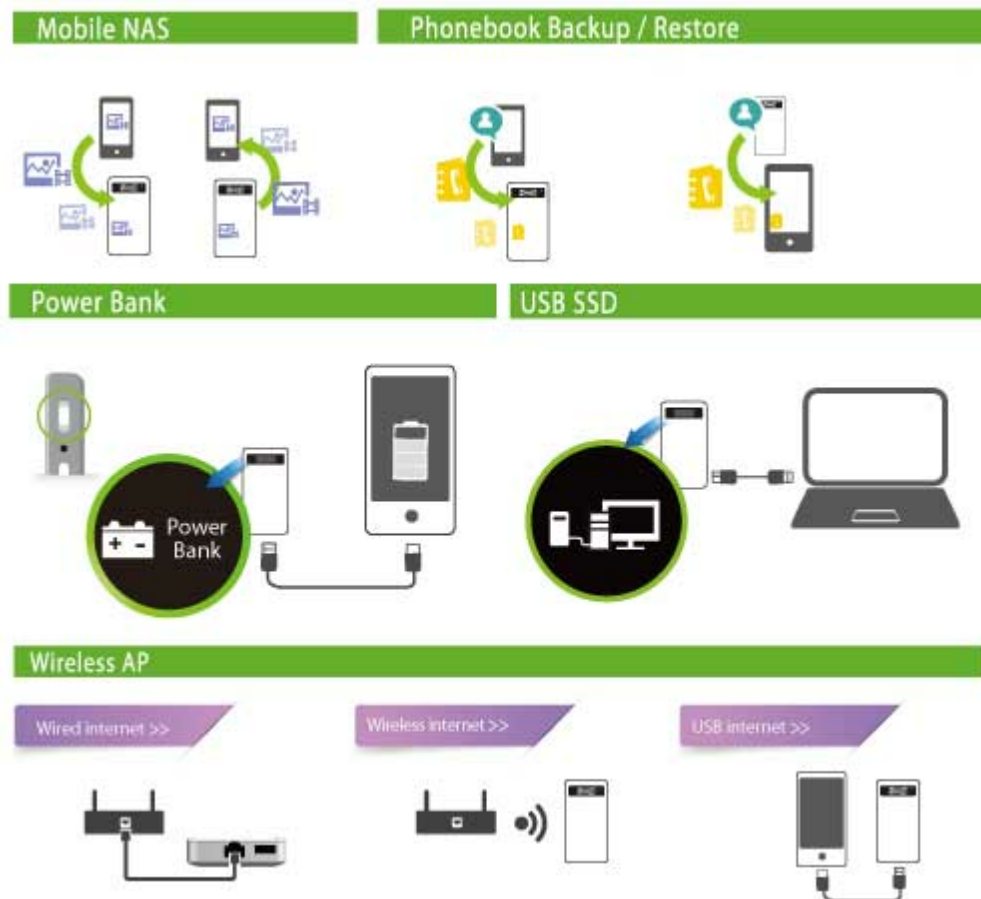 Mobile NAS
Phonebook Backup / Restore
Power Bank
USB SSD
Power
Bank
Wireless AP
Wired internet >>
Wireless internet >>
USB internet >>